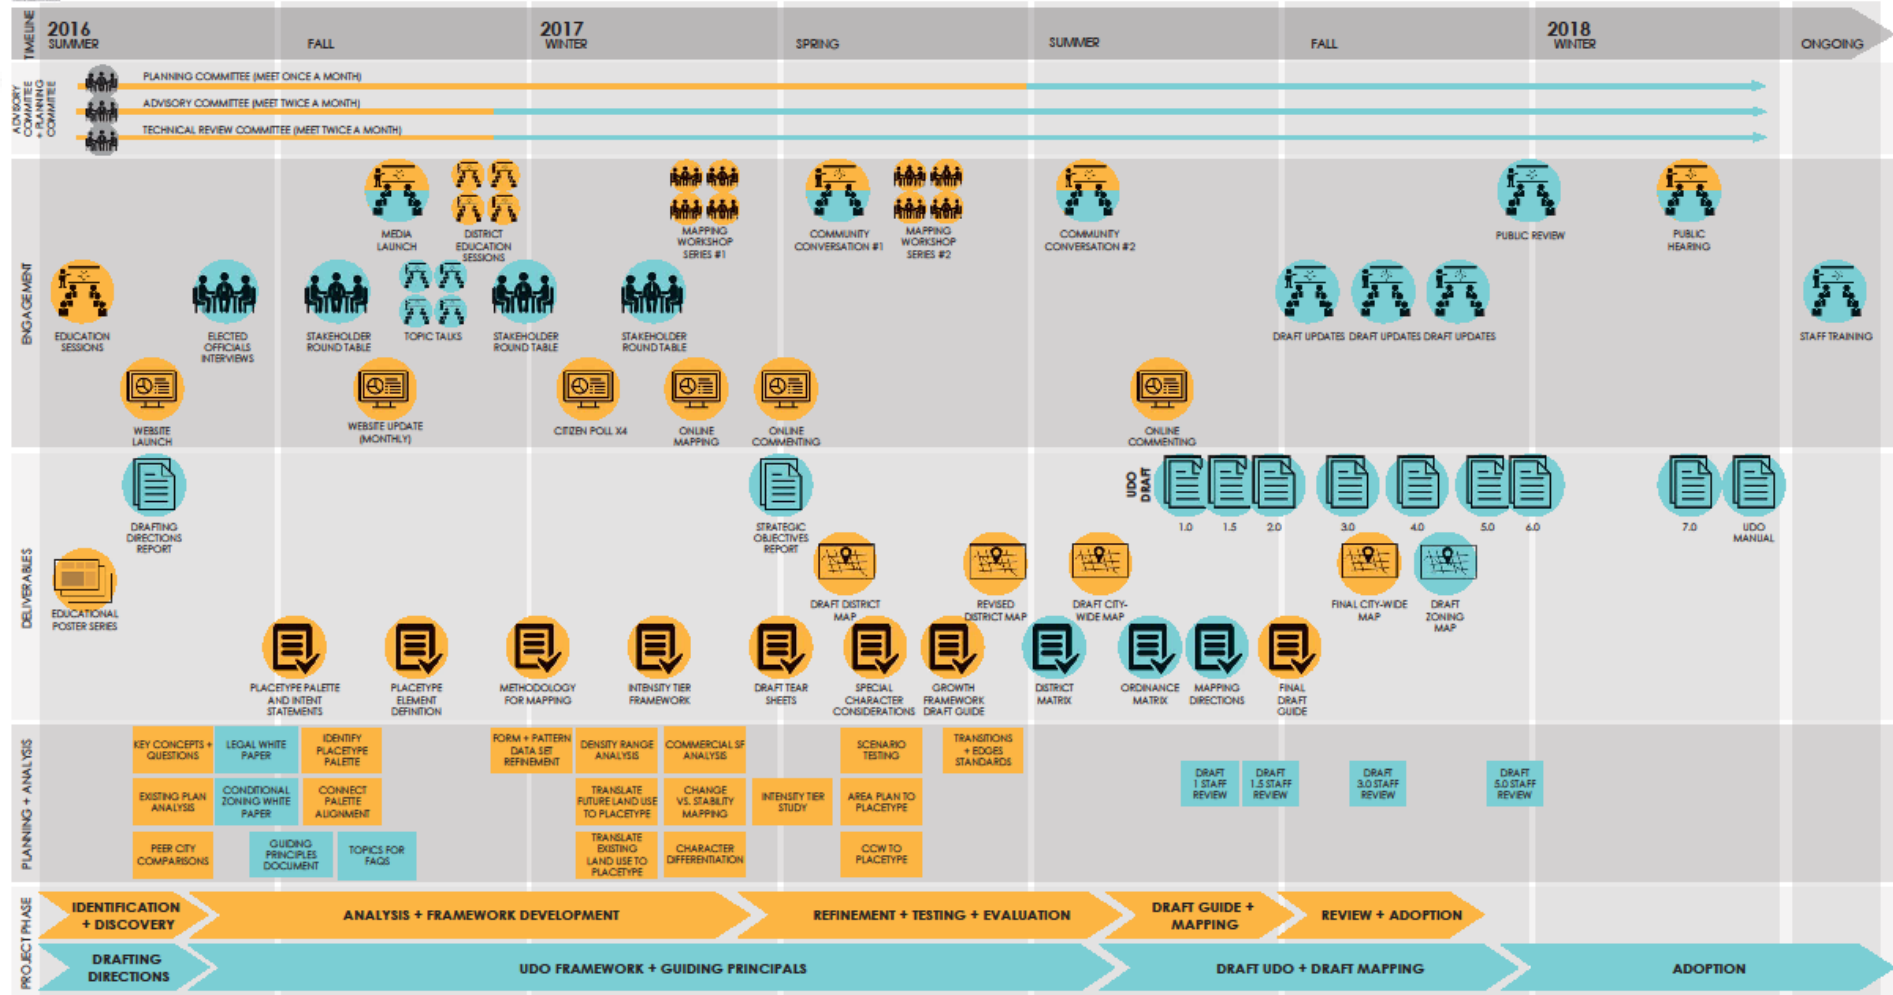 TIMELINE
2016
SUMMER
FALL
2017
WINTER
SPRING
SUMMER
FALL
2018
WINTER
ONGOING
ADVISORY
COMMITTEE
+ PLANNING
COMMITTEE
PLANNING COMMITTEE (MEET ONCE A MONTH)
ADVISORY COMMITTEE (MEET TWICE A MONTH)
TECHNICAL REVIEW COMMITTEE (MEET TWICE A MONTH)
ENGAGEMENT
MEDIA
LAUNCH
DISTRICT
EDUCATION
SESSIONS
MAPPING
WORKSHOP
SERIES #1
COMMUNITY
CONVERSATION #1
MAPPING
WORKSHOP
SERIES #2
COMMUNITY
CONVERSATION #2
PUBLIC REVIEW
PUBLIC
HEARING
EDUCATION
SESSIONS
ELECTED
OFFICIALS
INTERVIEWS
STAKEHOLDER
ROUND TABLE
TOPIC TALKS
STAKEHOLDER
ROUND TABLE
STAKEHOLDER
ROUND TABLE
DRAFT UPDATES
DRAFT UPDATES
DRAFT UPDATES
STAFF TRAINING
WEBSITE
LAUNCH
WEBSITE UPDATE
(MONTHLY)
CITIZEN POLL X4
ONLINE
MAPPING
ONLINE
COMMENTING
ONLINE
COMMENTING
DELIVERABLES
DRAFTING
DIRECTIONS
REPORT
STRATEGIC
OBJECTIVES
REPORT
UDO
DRAFT
1.0
1.5
2.0
3.0
4.0
5.0
6.0
7.0
UDO
MANUAL
EDUCATIONAL
POSTER SERIES
DRAFT DISTRICT
MAP
REVISED
DISTRICT MAP
DRAFT CITY-
WIDE MAP
FINAL CITY-WIDE
MAP
DRAFT
ZONING
MAP
PLACETYPE PALETTE
AND INTENT
STATEMENTS
PLACETYPE
ELEMENT
DEFINITION
METHODOLOGY
FOR MAPPING
INTENSITY TIER
FRAMEWORK
DRAFT TEAR
SHEETS
SPECIAL
CHARACTER
CONSIDERATIONS
GROWTH
FRAMEWORK
DRAFT GUIDE
DISTRICT
MATRIX
ORDINANCE
MATRIX
MAPPING
DIRECTIONS
FINAL
DRAFT
GUIDE
PLANNING + ANALYSIS
KEY CONCEPTS +
QUESTIONS
LEGAL WHITE
PAPER
IDENTIFY
PLACETYPE
PALETTE
FORM + PATTERN
DATA SET
REFINEMENT
DENSITY RANGE
ANALYSIS
COMMERCIAL SF
ANALYSIS
SCENARIO
TESTING
TRANSITIONS
+ EDGES
STANDARDS
EXISTING PLAN
ANALYSIS
CONDITIONAL
ZONING WHITE
PAPER
CONNECT
PALETTE
ALIGNMENT
TRANSLATE
FUTURE LAND USE
TO PLACETYPE
CHANGE
VS. STABILITY
MAPPING
INTENSITY TIER
STUDY
AREA PLAN TO
PLACETYPE
DRAFT
1 STAFF
REVIEW
DRAFT
1.5 STAFF
REVIEW
DRAFT
3.0 STAFF
REVIEW
DRAFT
5.0 STAFF
REVIEW
PEER CITY
COMPARISONS
GUIDING
PRINCIPLES
DOCUMENT
TOPICS FOR
FAQS
TRANSLATE
EXISTING
LAND USE TO
PLACETYPE
CHARACTER
DIFFERENTIATION
CCW TO
PLACETYPE
PROJECT PHASE
IDENTIFICATION
+ DISCOVERY
ANALYSIS + FRAMEWORK DEVELOPMENT
REFINEMENT + TESTING + EVALUATION
DRAFT GUIDE +
MAPPING
REVIEW + ADOPTION
DRAFTING
DIRECTIONS
UDO FRAMEWORK + GUIDING PRINCIPALS
DRAFT UDO + DRAFT MAPPING
ADOPTION